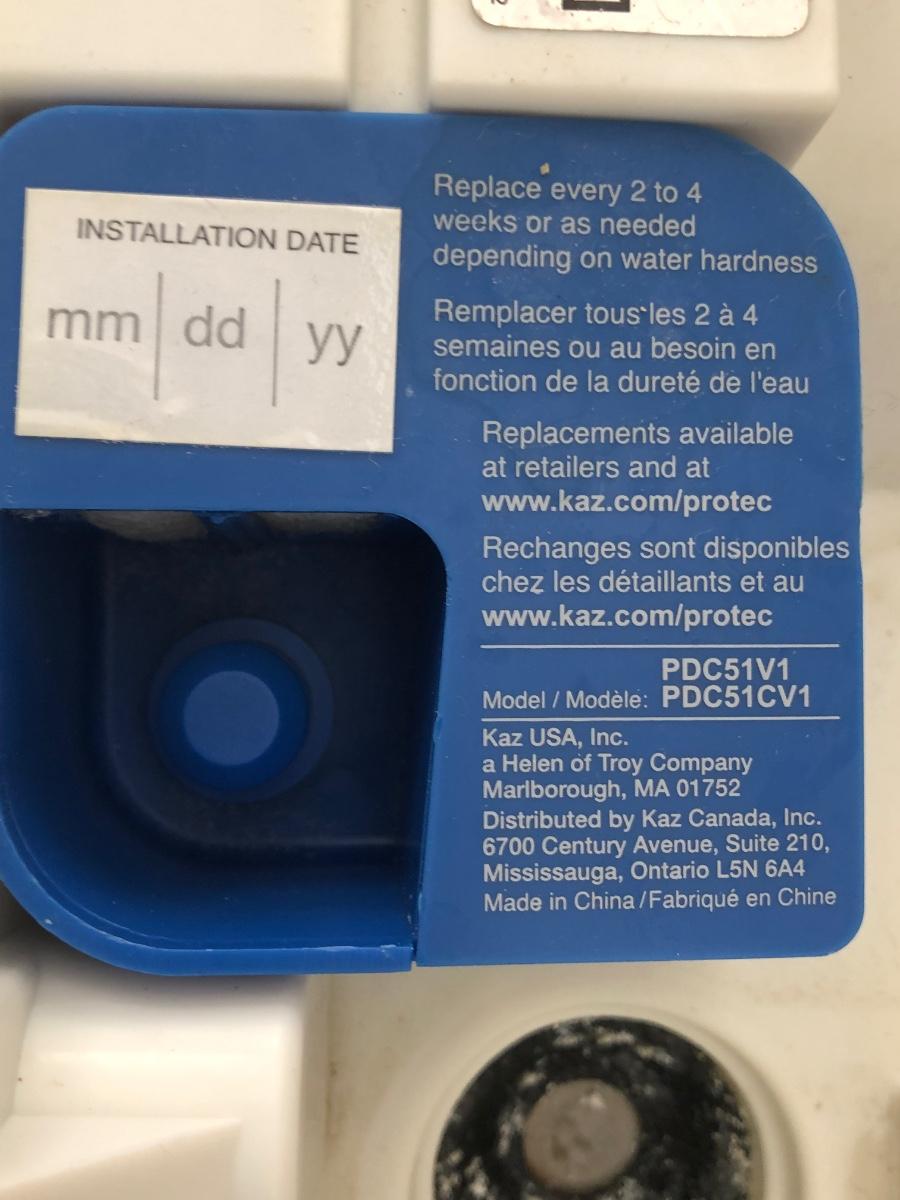 INSTALLATION DATE
mm | dd | yy
Replace every 2 to 4
weeks or as needed
depending on water hardness
Remplacer tous les 2 à 4
semaines ou au besoin en
fonction de la dureté de l'eau
Replacements available
at retailers and at
www.kaz.com/protec
Rechanges sont disponibles
chez les détaillants et au
www.kaz.com/protec
PDC51V1
Model / Modèle: PDC51CV1
Kaz USA, Inc.
a Helen of Troy Company
Marlborough, MA 01752
Distributed by Kaz Canada, Inc.
6700 Century Avenue, Suite 210,
Mississauga, Ontario L5N 6A4
Made in China / Fabriqué en Chine